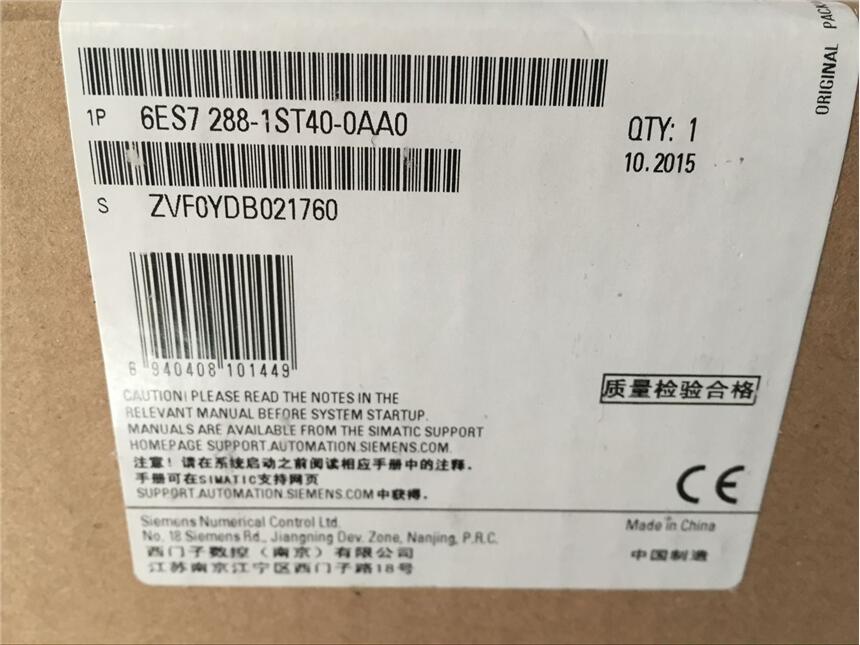 ORIGINAL PACK
1P 6ES7 288-1ST40-0AA0
QTY: 1
10.2015
S ZVF0YDB021760
6 940408 101449
CAUTION! PLEASE READ THE NOTES IN THE
RELEVANT MANUAL BEFORE SYSTEM STARTUP.
MANUALS ARE AVAILABLE FROM THE SIMATIC SUPPORT
HOMEPAGE SUPPORT.AUTOMATION.SIEMENS.COM.
注意！请在系统启动之前阅读相应手册中的注释.
手册可在SIMATIC支持网页
SUPPORT.AUTOMATION.SIEMENS.COM 中获得.
质量检验合格
CE
Siemens Numerical Control Ltd.
No. 18 Siemens Rd., Jiangning Dev. Zone, Nanjing, P.R.C.
西门子数控（南京）有限公司
江苏南京江宁区西门子路18号
Made in China
中国制造